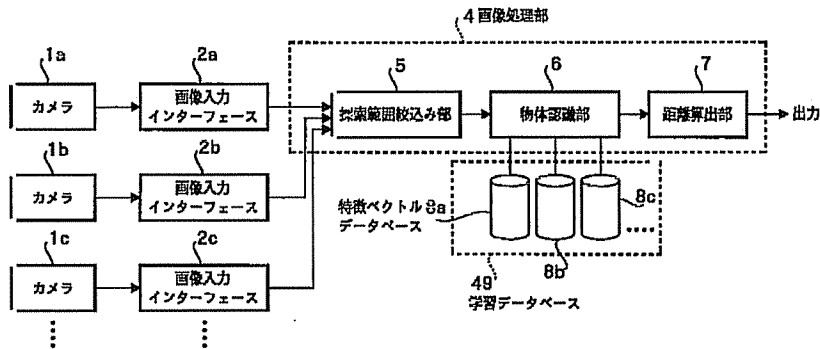 4 画像処理部
1a
2a
5
6
7
カメラ
画像入力
インターフェース
探索範囲絞込み部
物体認識部
距離算出部
出力
1b
2b
カメラ
画像入力
インターフェース
特徴ベクトル 8a
データベース
8c
8b
1c
2c
カメラ
画像入力
インターフェース
49
学習データベース